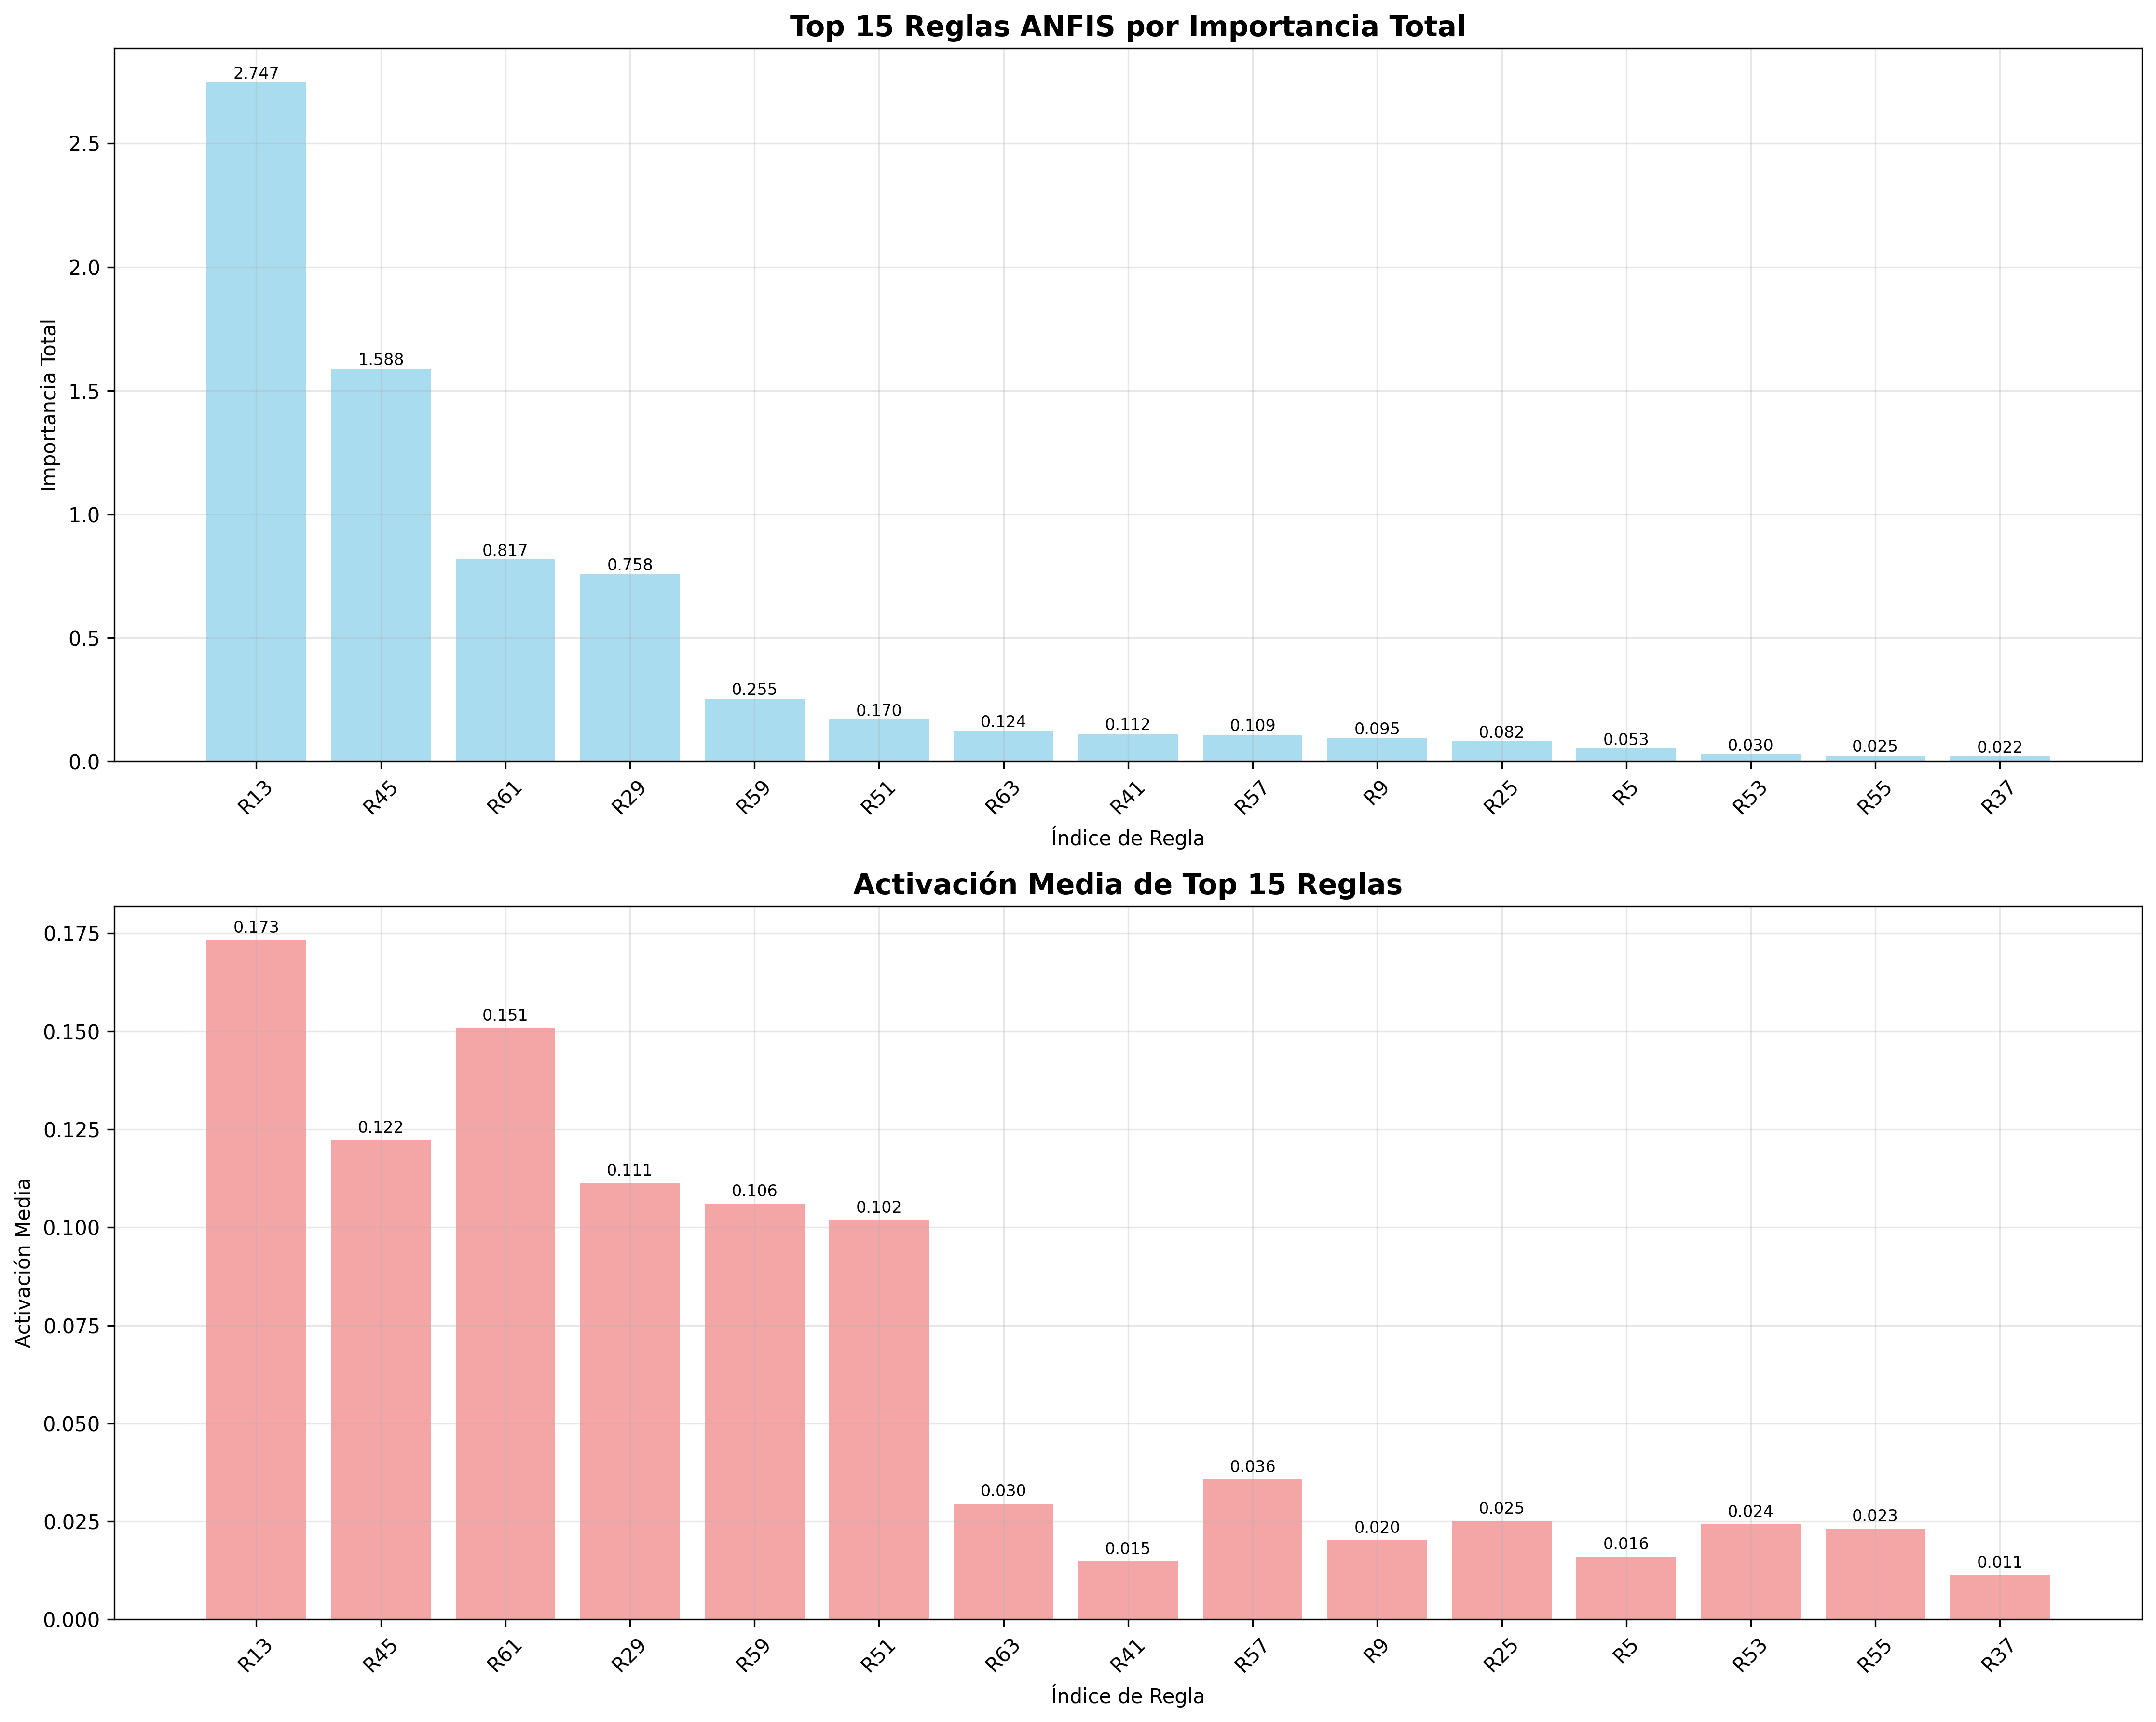 Top 15 Reglas ANFIS por Importancia Total
Importancia Total
2.5
2.0
1.5
1.0
0.5
0.0
2.747
1.588
0.817
0.758
0.255
0.170
0.124
0.112
0.109
0.095
0.082
0.053
0.030
0.025
0.022
R13
R45
R61
R29
R59
R51
R63
R41
R57
R9
R25
R5
R53
R55
R37
Índice de Regla
Activación Media de Top 15 Reglas
Activación Media
0.175
0.150
0.125
0.100
0.075
0.050
0.025
0.000
0.173
0.122
0.151
0.111
0.106
0.102
0.030
0.015
0.036
0.020
0.025
0.016
0.024
0.023
0.011
R13
R45
R61
R29
R59
R51
R63
R41
R57
R9
R25
R5
R53
R55
R37
Índice de Regla